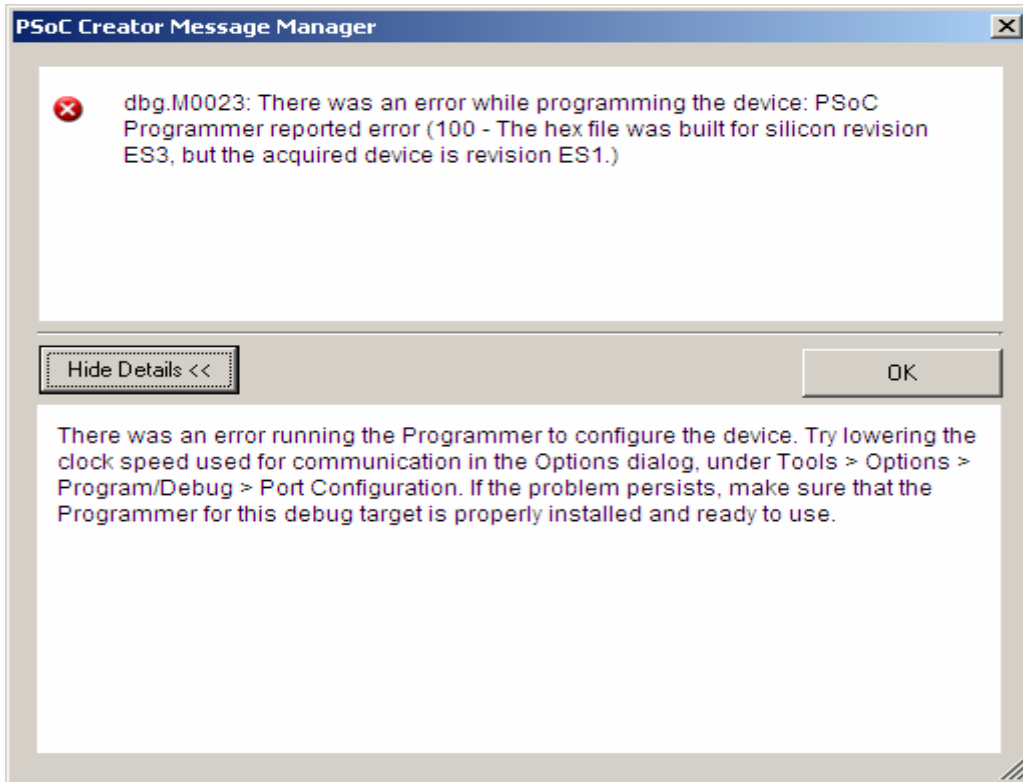 PSoC Creator Message Manager
dbg.M0023: There was an error while programming the device: PSoC
Programmer reported error (100 - The hex file was built for silicon revision
ES3, but the acquired device is revision ES1.)
Hide Details <<
OK
There was an error running the Programmer to configure the device. Try lowering the
clock speed used for communication in the Options dialog, under Tools > Options >
Program/Debug > Port Configuration. If the problem persists, make sure that the
Programmer for this debug target is properly installed and ready to use.